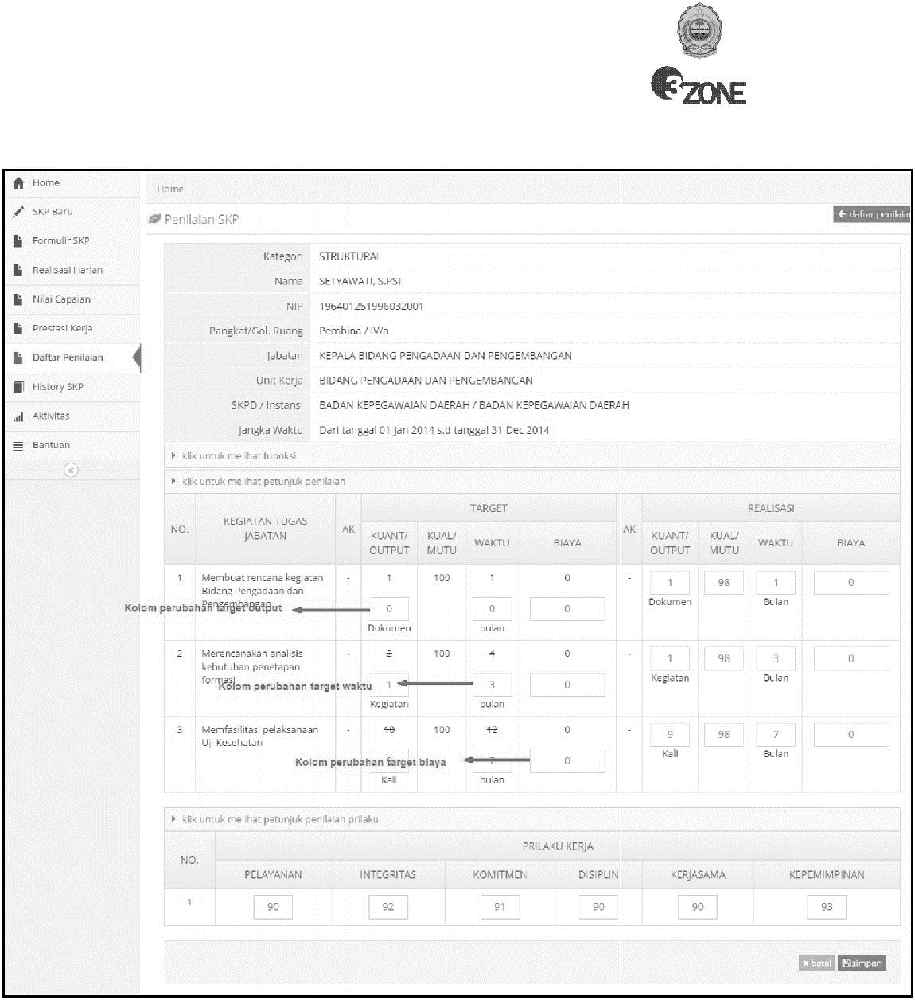 3ZONE
Home
SKP Baru
Formulir SKP
Realisasi Harian
Nilai Capaian
Prestasi Kerja
Daftar Penilaian
History SKP
Aktivitas
Bantuan
Home
Penilaian SKP
daftar penilaia
Kategori STRUKTURAL
Nama SETYAWATI, S.PSI
NIP 196401251996032001
Pangkat/Gol. Ruang Pembina / IV/a
Jabatan KEPALA BIDANG PENGADAAN DAN PENGEMBANGAN
Unit Kerja BIDANG PENGADAAN DAN PENGEMBANGAN
SKPD / Instansi BADAN KEPEGAWAIAN DAERAH / BADAN KEPEGAWAIAN DAERAH
Jangka Waktu Dari tanggal 01 Jan 2014 s.d tanggal 31 Dec 2014
klik untuk melihat tupoksi
klik untuk melihat petunjuk penilaian
TARGET REALISASI
NO. KEGIATAN TUGAS AK AK
JABATAN
KUANT/ KUAL/ WAKTU BIAYA KUANT/ KUAL/ WAKTU BIAYA
OUTPUT MUTU OUTPUT MUTU
1 Membuat rencana kegiatan - 1 100 1 0 - 1 98 1 0
Bidang Pengadaan dan Dokumen Bulan
Pengembangan 0 0 0
Kolom perubahan target output
Dokumen bulan
2 Merencanakan analisis - 2 100 4 0 - 1 98 3 0
kebutuhan penetapan Kegiatan Bulan
formasi 1 3 0
Kolom perubahan target waktu
Kegiatan bulan
3 Memfasilitasi pelaksanaan - 10 100 12 0 - 9 98 7 0
Uji Kesehatan Kali Bulan
7 0
Kolom perubahan target biaya
Kali bulan
klik untuk melihat petunjuk penilaian prilaku
NO. PRILAKU KERJA
PELAYANAN INTEGRITAS KOMITMEN DISIPLIN KERJASAMA KEPEMIMPINAN
1 90 92 91 90 90 93
batal simpan